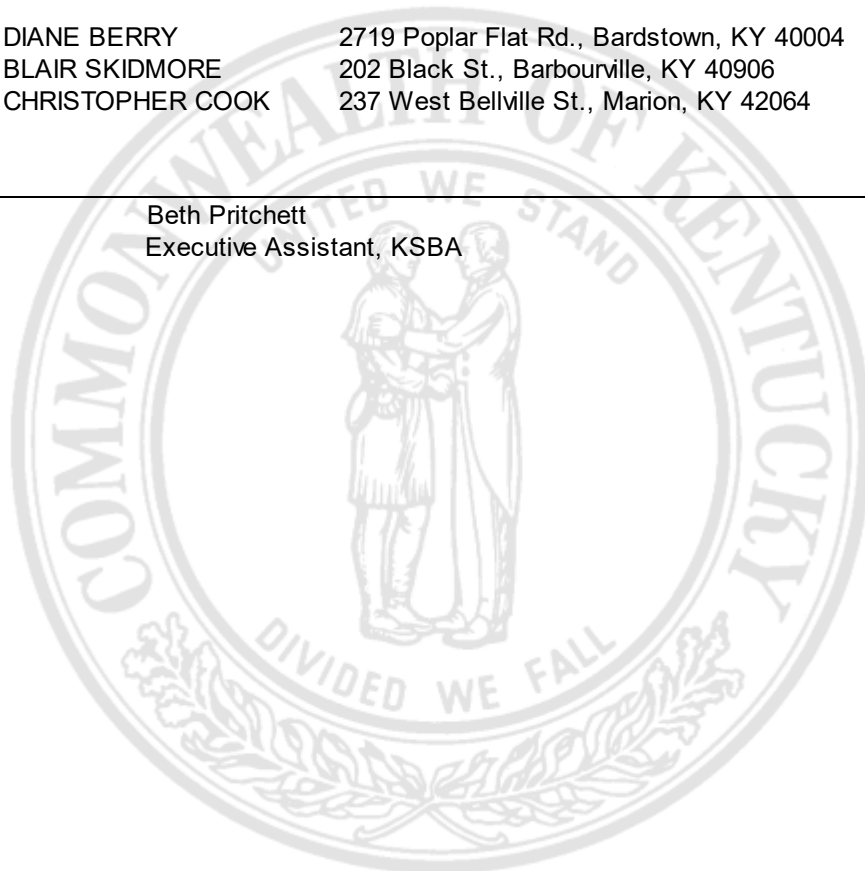 DIANE BERRY 2719 Poplar Flat Rd., Bardstown, KY 40004
BLAIR SKIDMORE 202 Black St., Barbourville, KY 40906
CHRISTOPHER COOK 237 West Bellville St., Marion, KY 42064
Beth Pritchett
Executive Assistant, KSBA
COMMONWEALTH OF KENTUCKY
UNITED WE STAND
DIVIDED WE FALL